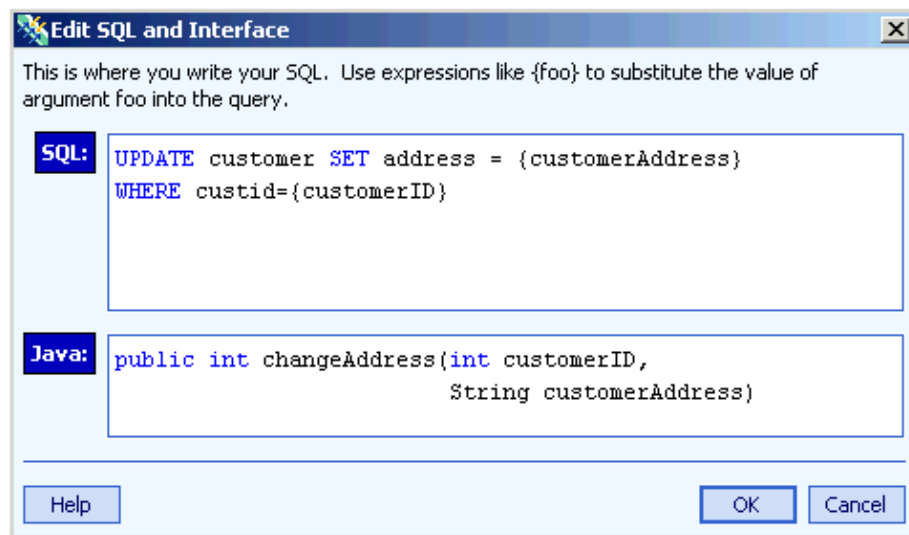 Edit SQL and Interface
This is where you write your SQL. Use expressions like {foo} to substitute the value of
argument foo into the query.
SQL:
UPDATE customer SET address = {customerAddress}
WHERE custid={customerID}
Java:
public int changeAddress(int customerID,
String customerAddress)
Help
OK
Cancel